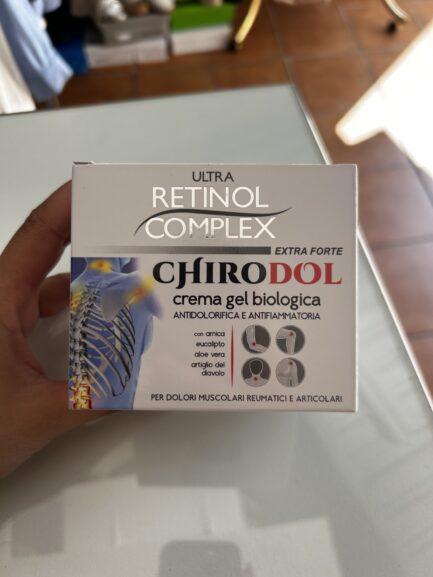 ULTRA
RETINOL
COMPLEX
EXTRA FORTE
CHIRODOL
crema gel biologica
ANTIDOLORIFICA E ANTIFIAMMATORIA
con arnica
eucalipto
aloe vera
artiglio del
diavolo
PER DOLORI MUSCOLARI REUMATICI E ARTICOLARI